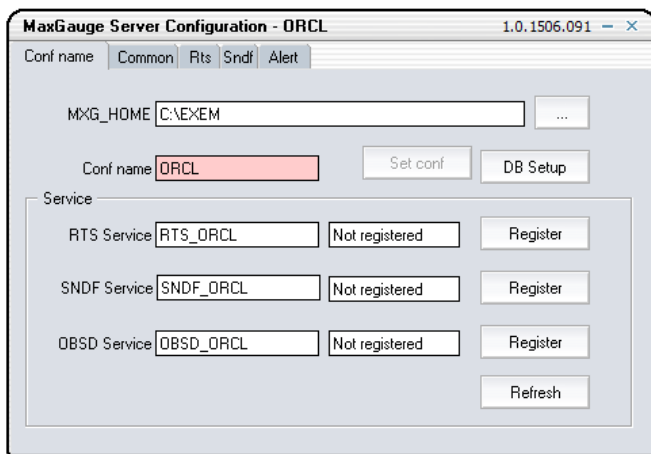 MaxGauge Server Configuration - ORCL 1.0.1506.091
Conf name Common Rts Sndf Alert
MXG_HOME C:\EXEM ...
Conf name ORCL Set conf DB Setup
Service
RTS Service RTS_ORCL Not registered Register
SNDF Service SNDF_ORCL Not registered Register
OBSD Service OBSD_ORCL Not registered Register
Refresh